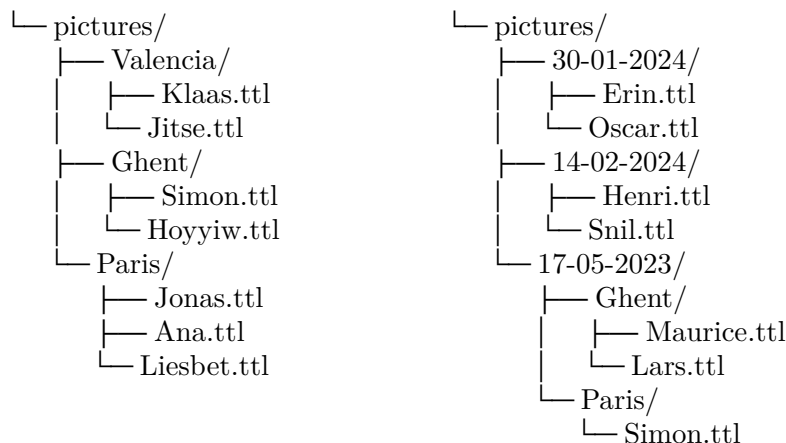 pictures/
Valencia/
Klaas.ttl
Jitse.ttl
Ghent/
Simon.ttl
Hoyyiw.ttl
Paris/
Jonas.ttl
Ana.ttl
Liesbet.ttl
pictures/
30-01-2024/
Erin.ttl
Oscar.ttl
14-02-2024/
Henri.ttl
Snil.ttl
17-05-2023/
Ghent/
Maurice.ttl
Lars.ttl
Paris/
Simon.ttl